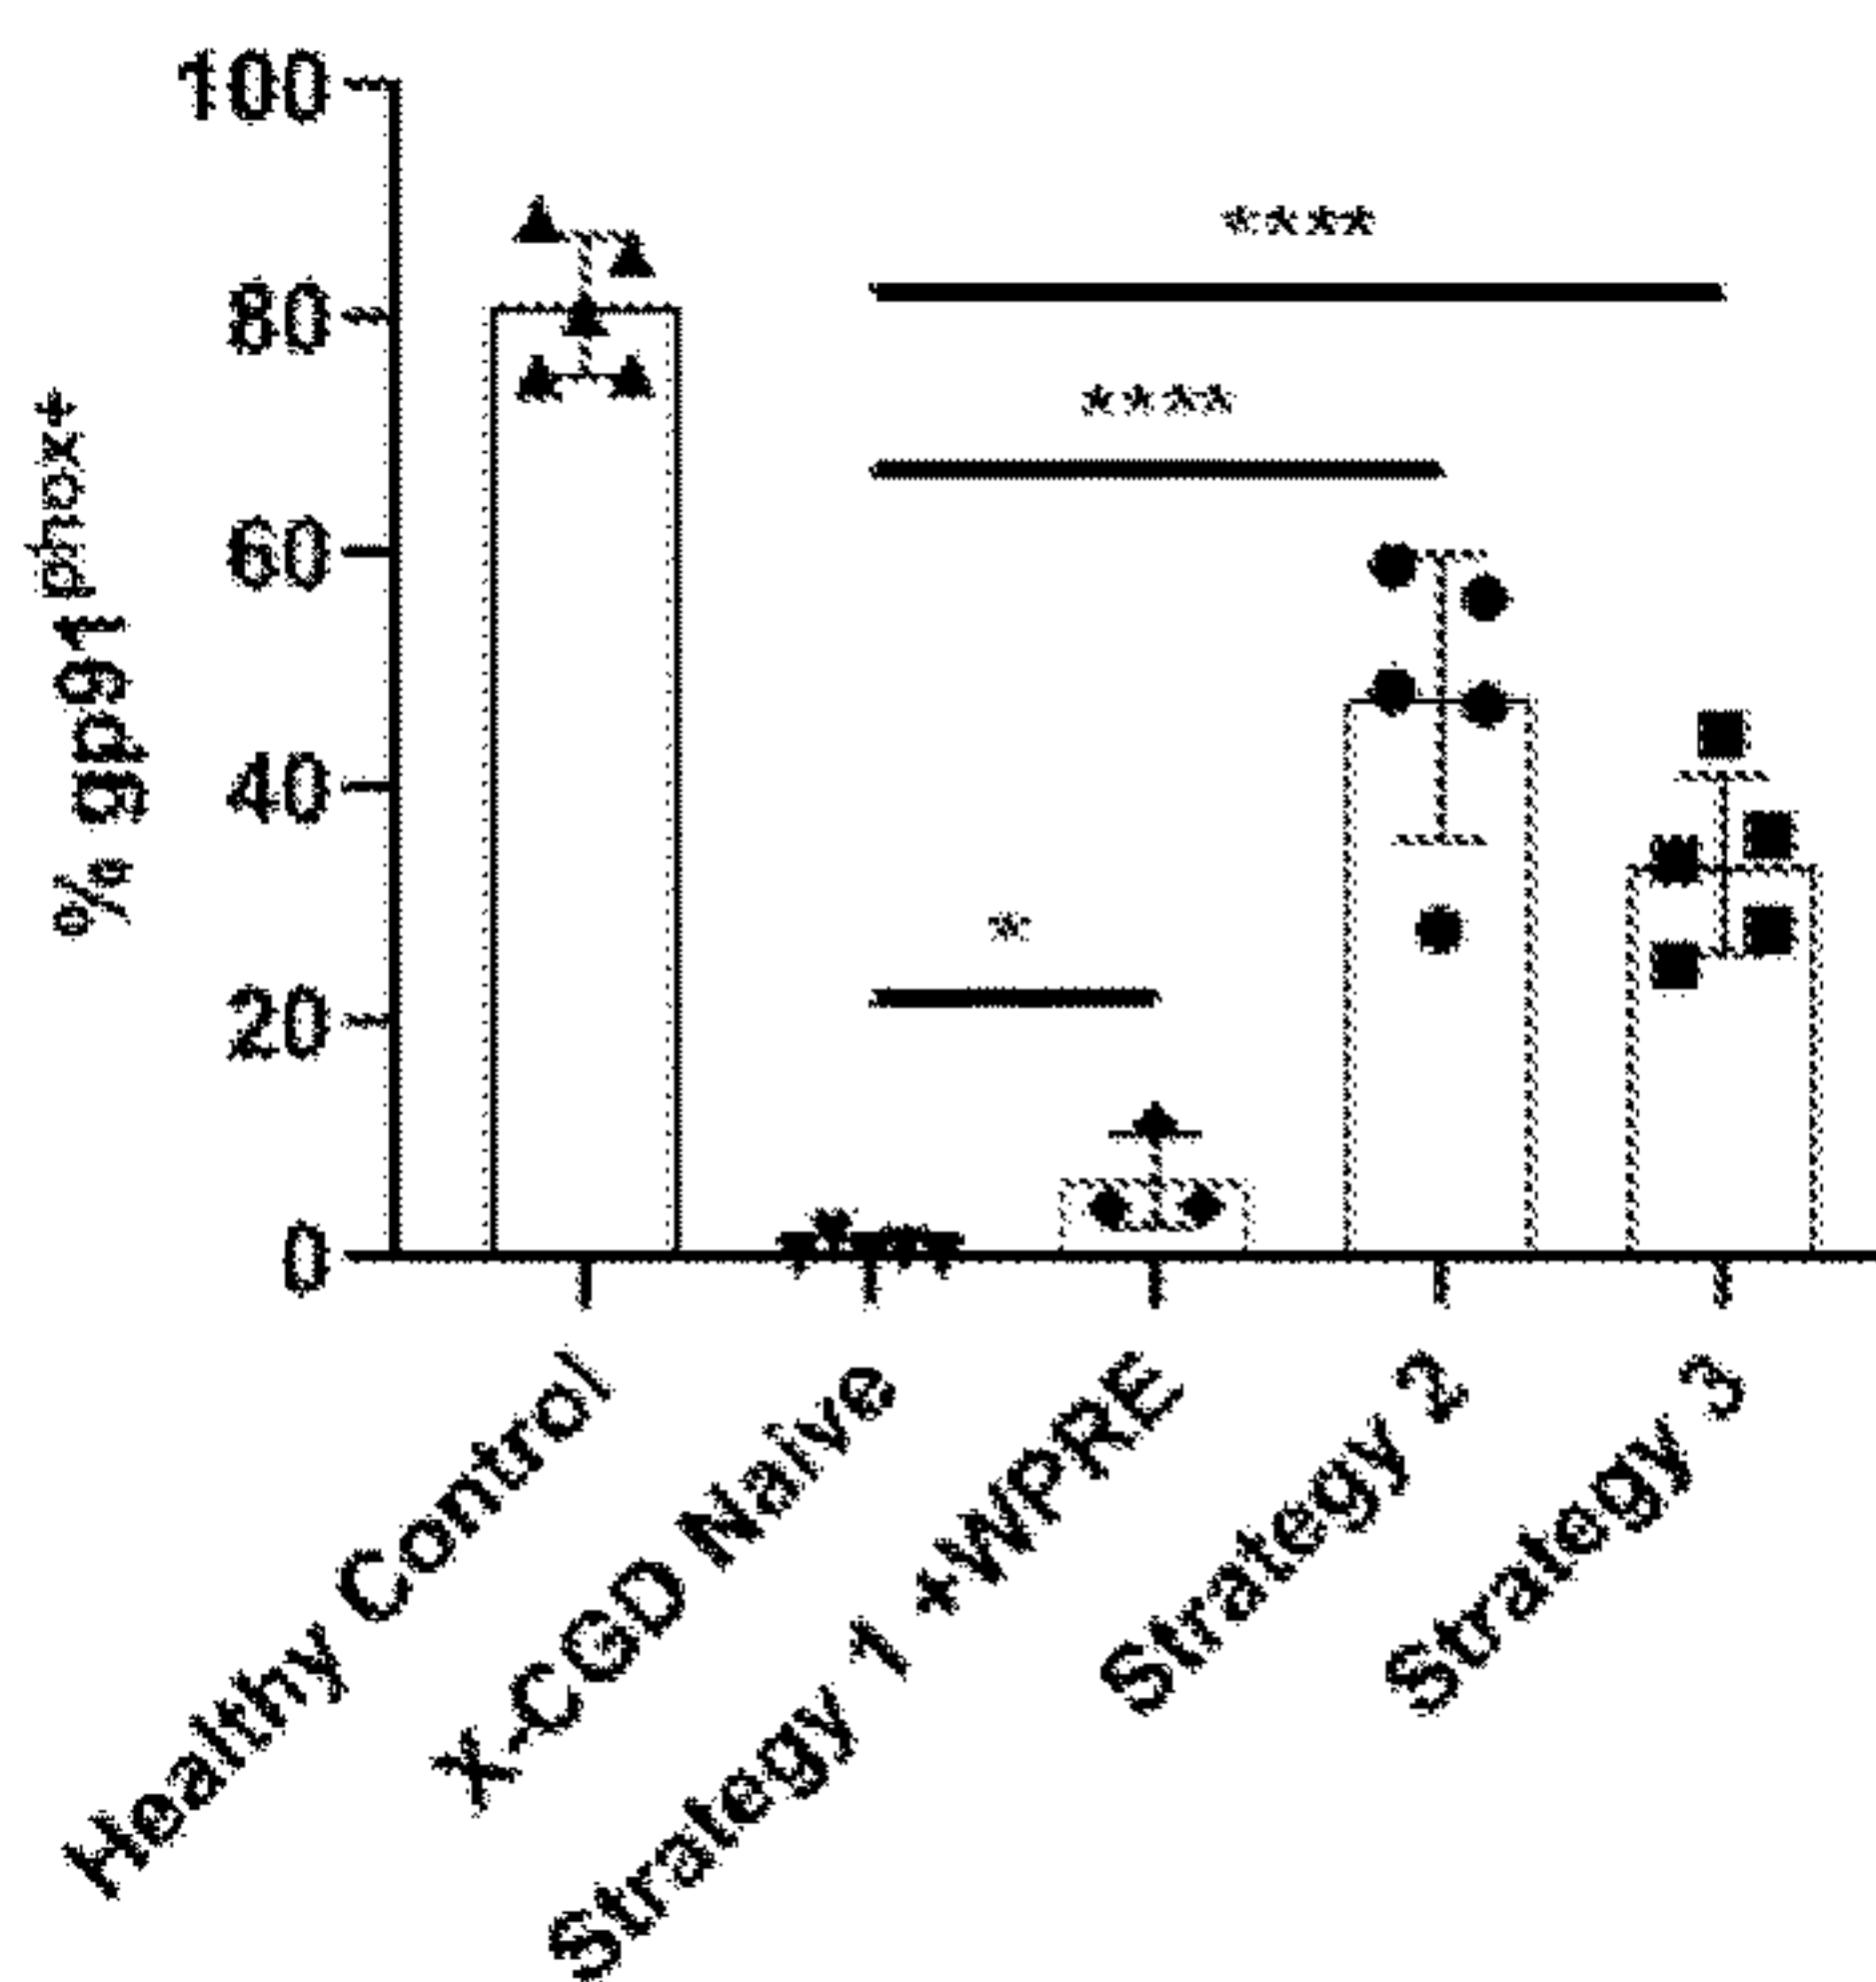 % gp91phox+
100
80
60
40
20
0
****
****
*
Healthy Control
X-CGD Naive
Strategy 1 +WPRE
Strategy 2
Strategy 3